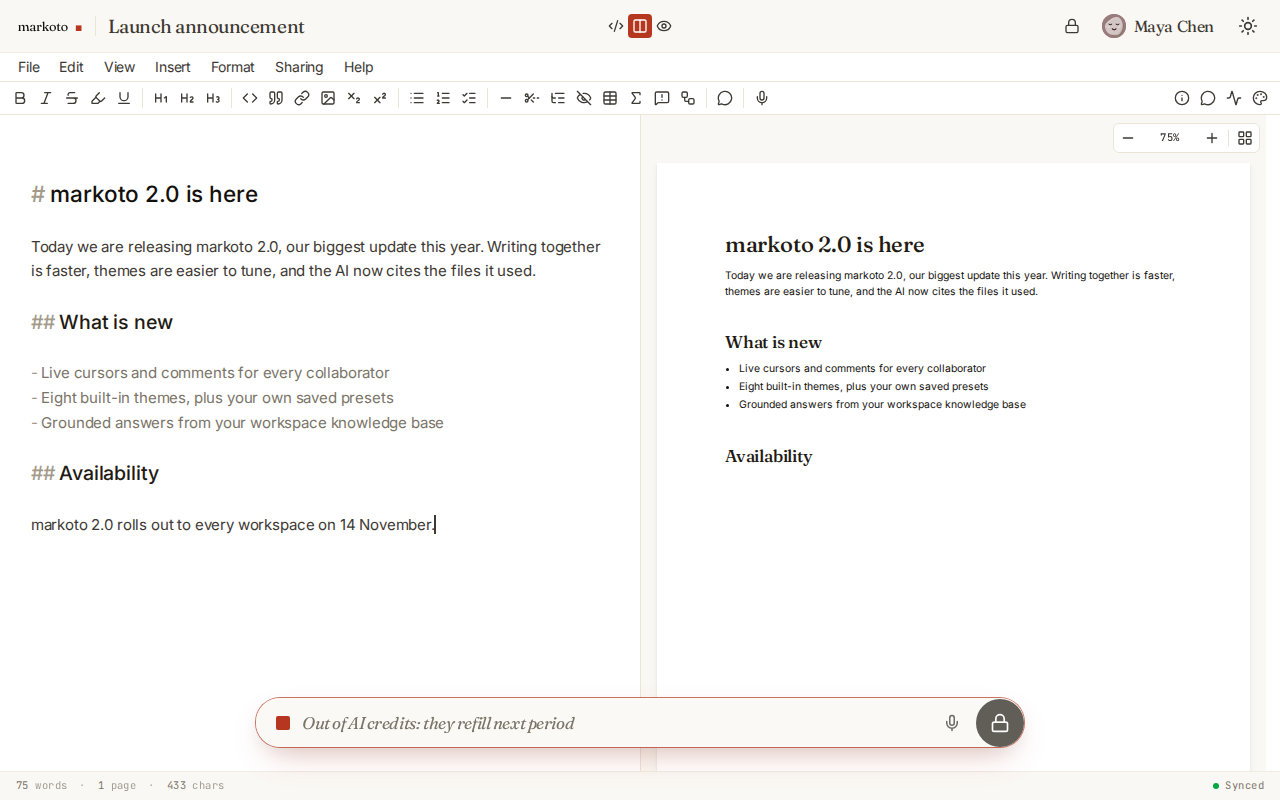 markoto
Launch announcement
Maya Chen
File Edit View Insert Format Sharing Help
B I S U H1 H2 H3 X2 X²
75%
# markoto 2.0 is here
Today we are releasing markoto 2.0, our biggest update this year. Writing together
is faster, themes are easier to tune, and the AI now cites the files it used.
## What is new
- Live cursors and comments for every collaborator
- Eight built-in themes, plus your own saved presets
- Grounded answers from your workspace knowledge base
## Availability
markoto 2.0 rolls out to every workspace on 14 November.
markoto 2.0 is here
Today we are releasing markoto 2.0, our biggest update this year. Writing together is faster,
themes are easier to tune, and the AI now cites the files it used.
What is new
• Live cursors and comments for every collaborator
• Eight built-in themes, plus your own saved presets
• Grounded answers from your workspace knowledge base
Availability
Out of AI credits: they refill next period
75 words · 1 page · 433 chars
Synced